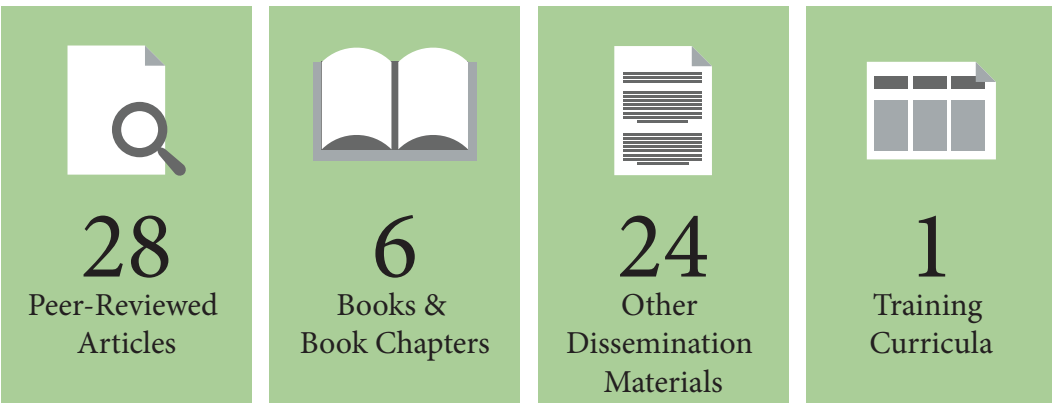 28
Peer-Reviewed
Articles
6
Books &
Book Chapters
24
Other
Dissemination
Materials
1
Training
Curricula